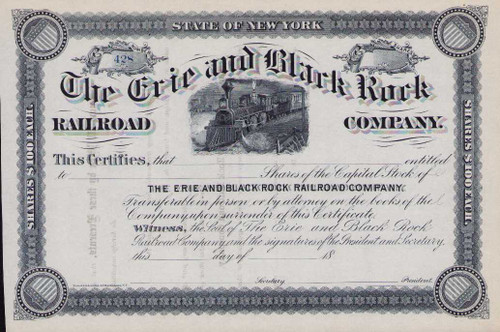 STATE OF NEW YORK
428
The Erie and Black Rock
RAILROAD COMPANY.
SHARES $100 EACH.
SHARES $100 EACH.
This Certifies, that entitled
to Shares of the Capital Stock of
THE ERIE AND BLACK ROCK RAILROAD COMPANY.
Transferable in person or by attorney on the books of the
Company upon surrender of this Certificate.
Witness, the Seal of The Erie and Black Rock
Railroad Company and the signatures of the President and Secretary,
this day of 18
Secretary President.